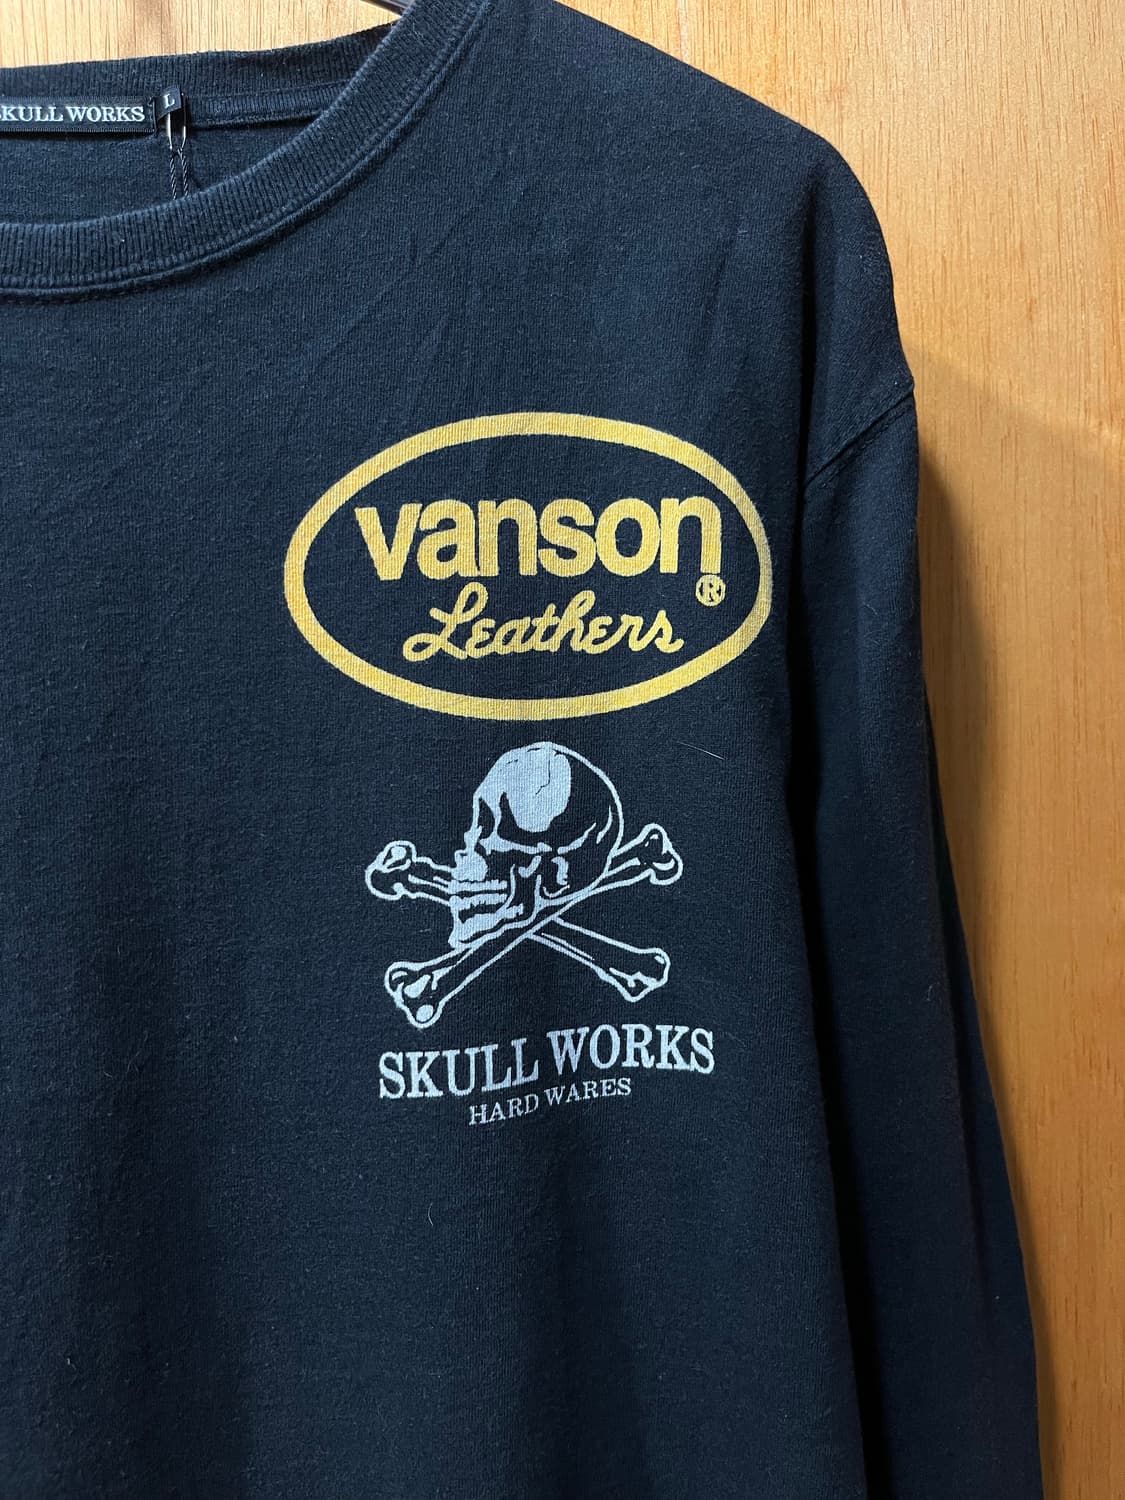 SKULL WORKS
L
vanson
®
Leathers
SKULL WORKS
HARD WARES